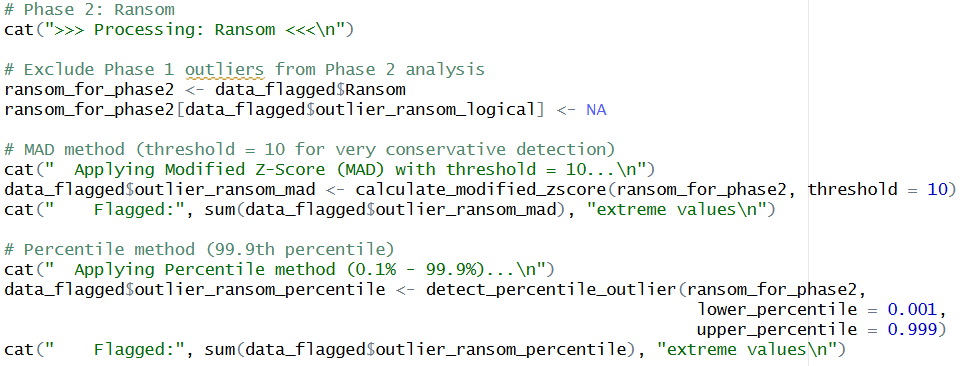 # Phase 2: Ransom
cat(">>> Processing: Ransom <<<\n")
# Exclude Phase 1 outliers from Phase 2 analysis
ransom_for_phase2 <- data_flagged$Ransom
ransom_for_phase2[data_flagged$outlier_ransom_logical] <- NA
# MAD method (threshold = 10 for very conservative detection)
cat("  Applying Modified Z-Score (MAD) with threshold = 10...\n")
data_flagged$outlier_ransom_mad <- calculate_modified_zscore(ransom_for_phase2, threshold = 10)
cat("    Flagged:", sum(data_flagged$outlier_ransom_mad), "extreme values\n")
# Percentile method (99.9th percentile)
cat("  Applying Percentile method (0.1% - 99.9%)...\n")
data_flagged$outlier_ransom_percentile <- detect_percentile_outlier(ransom_for_phase2,
lower_percentile = 0.001,
upper_percentile = 0.999)
cat("    Flagged:", sum(data_flagged$outlier_ransom_percentile), "extreme values\n")